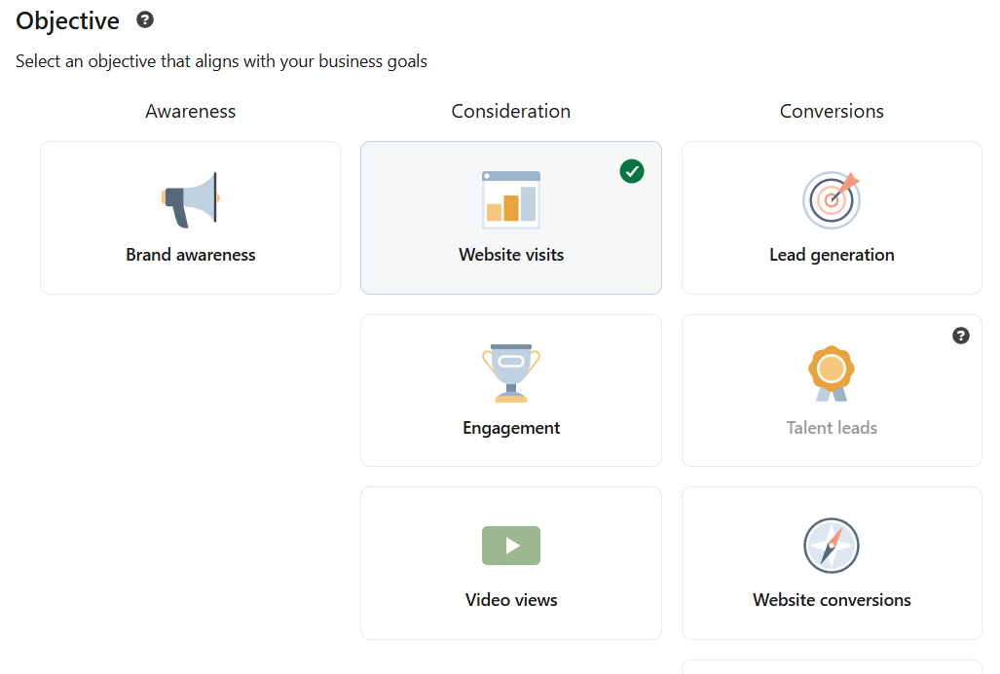 Objective
Select an objective that aligns with your business goals
Awareness
Consideration
Conversions
Brand awareness
Website visits
Lead generation
Engagement
Talent leads
Video views
Website conversions